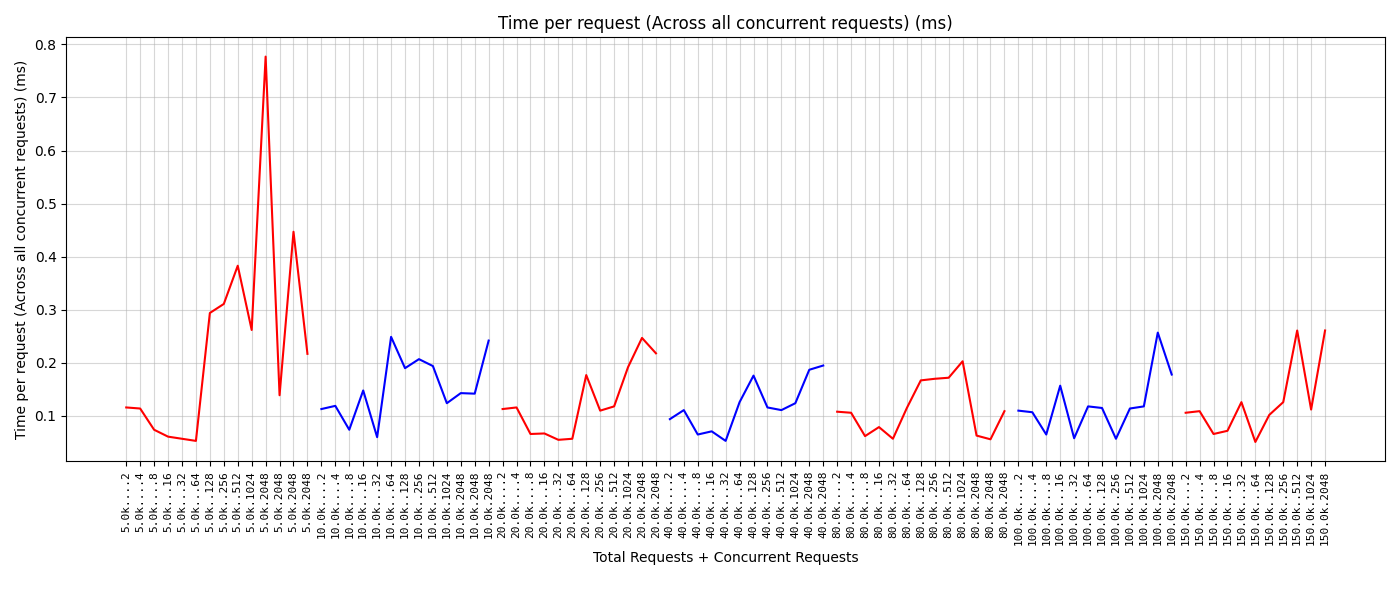 Time per request (Across all concurrent requests) (ms)
Time per request (Across all concurrent requests) (ms)
0.8
0.7
0.6
0.5
0.4
0.3
0.2
0.1
5.0k....2
5.0k....4
5.0k....8
5.0k...16
5.0k...32
5.0k...64
5.0k..128
5.0k..256
5.0k..512
5.0k.1024
5.0k.2048
5.0k.2048
5.0k.2048
5.0k.2048
10.0k....2
10.0k....4
10.0k....8
10.0k...16
10.0k...32
10.0k...64
10.0k..128
10.0k..256
10.0k..512
10.0k.1024
10.0k.2048
10.0k.2048
10.0k.2048
20.0k....2
20.0k....4
20.0k....8
20.0k...16
20.0k...32
20.0k...64
20.0k..128
20.0k..256
20.0k..512
20.0k.1024
20.0k.2048
20.0k.2048
40.0k....2
40.0k....4
40.0k....8
40.0k...16
40.0k...32
40.0k...64
40.0k..128
40.0k..256
40.0k..512
40.0k.1024
40.0k.2048
40.0k.2048
80.0k....2
80.0k....4
80.0k....8
80.0k...16
80.0k...32
80.0k...64
80.0k..128
80.0k..256
80.0k..512
80.0k.1024
80.0k.2048
80.0k.2048
80.0k.2048
100.0k....2
100.0k....4
100.0k....8
100.0k...16
100.0k...32
100.0k...64
100.0k..128
100.0k..256
100.0k..512
100.0k.1024
100.0k.2048
100.0k.2048
150.0k....2
150.0k....4
150.0k....8
150.0k...16
150.0k...32
150.0k...64
150.0k..128
150.0k..256
150.0k..512
150.0k.1024
150.0k.2048
Total Requests + Concurrent Requests